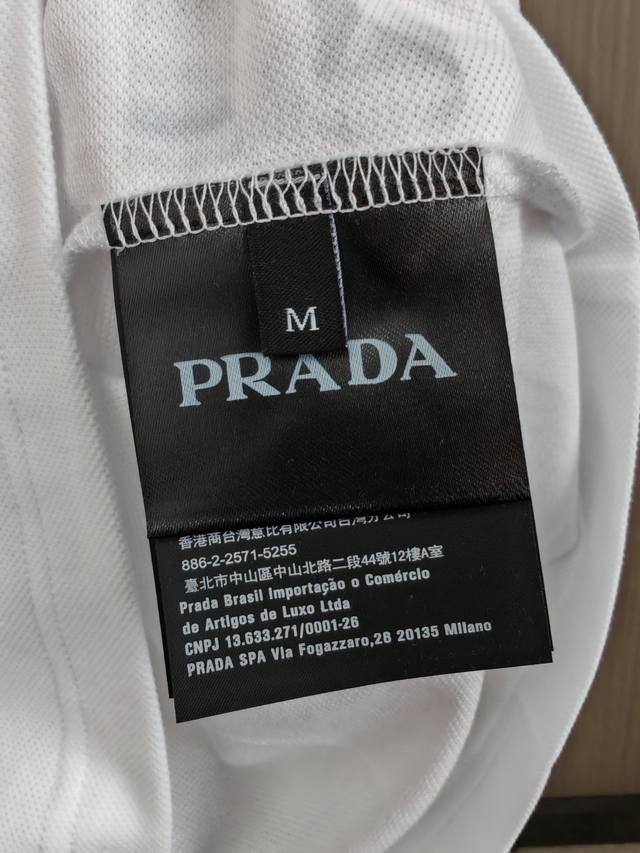 M
PRADA
香港商台灣意比有限公司台灣分公司
886-2-2571-5255
臺北市中山區中山北路二段44號12樓A室
Prada Brasil Importação o Comércio
de Artigos de Luxo Ltda
CNPJ 13.633.271/0001-26
PRADA SPA Via Fogazzaro,28 20135 Milano